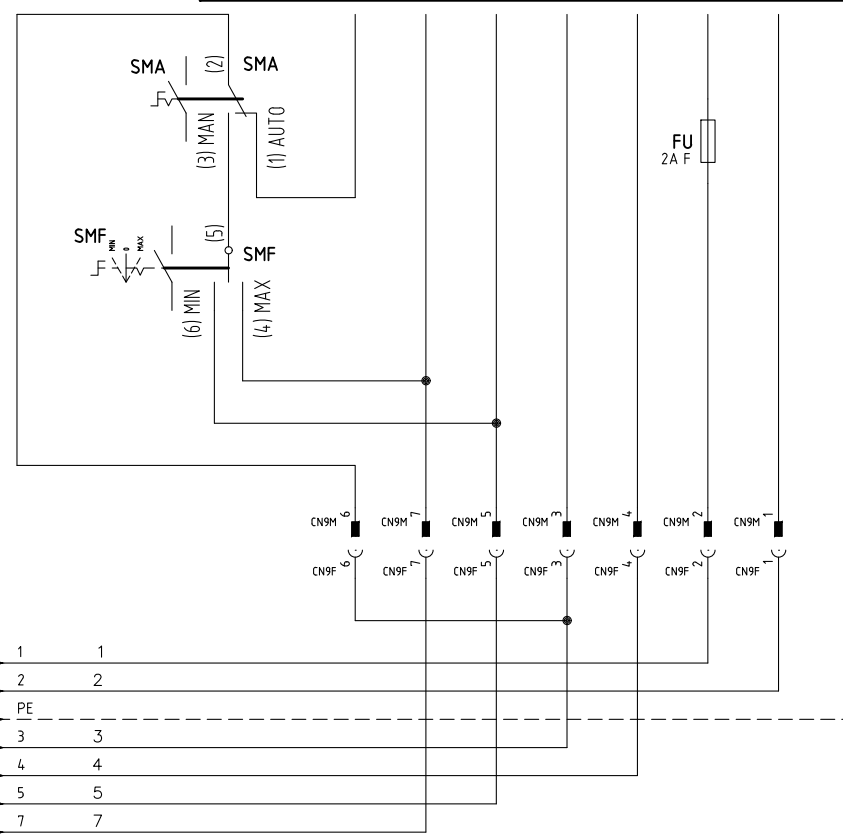 SMA
(2)
SMA
(3) MAN
(1) AUTO
FU
2A F
SMF
MIN
0
MAX
(5)
SMF
(6) MIN
(4) MAX
CN9M 6
CN9M 7
CN9M 5
CN9M 3
CN9M 4
CN9M 2
CN9M 1
CN9F 6
CN9F 7
CN9F 5
CN9F 3
CN9F 4
CN9F 2
CN9F 1
1 1
2 2
PE
3 3
4 4
5 5
7 7